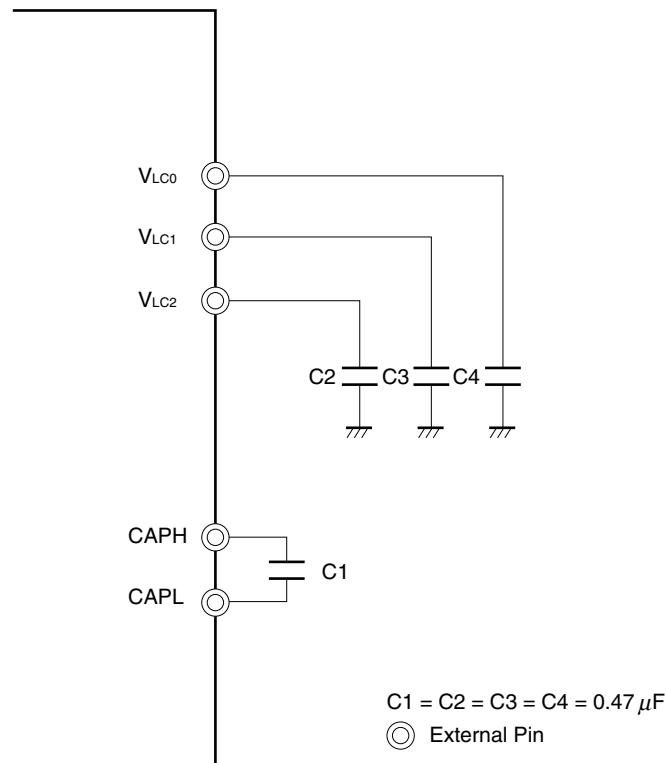 VLC0
VLC1
VLC2
C2 C3 C4
CAPH
C1
CAPL
C1 = C2 = C3 = C4 = 0.47 μF
External Pin